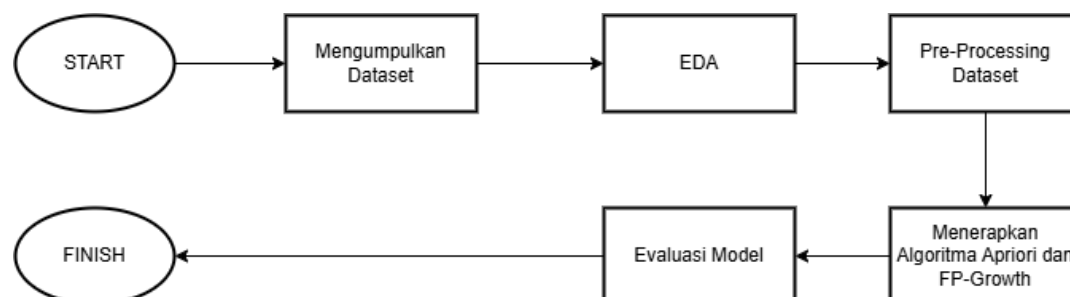 START
Mengumpulkan
Dataset
EDA
Pre-Processing
Dataset
Menerapkan
Algoritma Apriori dan
FP-Growth
Evaluasi Model
FINISH